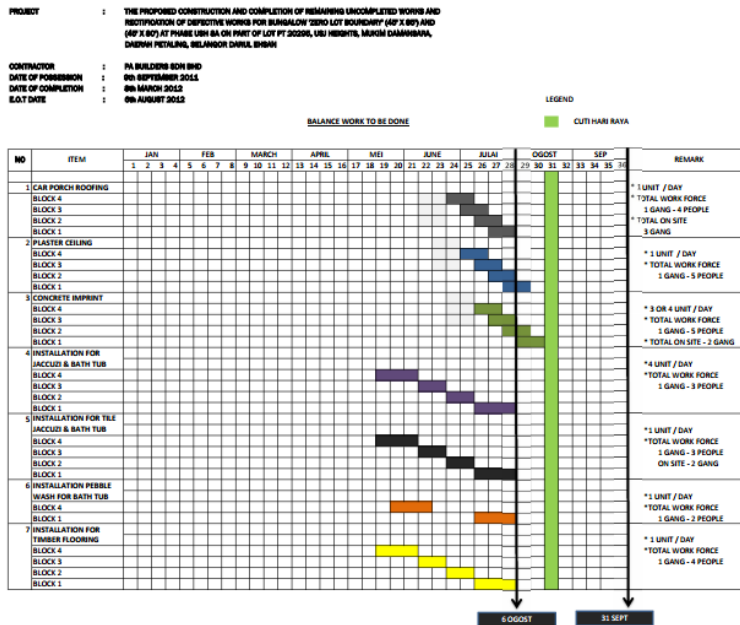 PROJECT : THE PROPOSED CONSTRUCTION AND COMPLETION OF REMAINING UNCOMPLETED WORKS AND
RECTIFICATION OF DEFECTIVE WORKS FOR BUNGALOW 'ZERO LOT BOUNDARY' (45' X 80') AND
(40' X 80') AT PHASE USH 8A ON PART OF LOT PT 20298, USJ HEIGHTS, MUKIM DAMANSARA,
DAERAH PETALING, SELANGOR DARUL EHSAN
CONTRACTOR : PA BUILDERS SDN BHD
DATE OF POSSESSION : 9th SEPTEMBER 2011
DATE OF COMPLETION : 8th MARCH 2012
E.O.T DATE : 6th AUGUST 2012
LEGEND
BALANCE WORK TO BE DONE
CUTI HARI RAYA
NO ITEM JAN FEB MARCH APRIL MEI JUNE JULAI OGOST SEP REMARK
1 2 3 4 5 6 7 8 9 10 11 12 13 14 15 16 17 18 19 20 21 22 23 24 25 26 27 28 29 30 31 32 33 34 35 36
1 CAR PORCH ROOFING * 1 UNIT / DAY
BLOCK 4 * TOTAL WORK FORCE
BLOCK 3 1 GANG - 4 PEOPLE
BLOCK 2 * TOTAL ON SITE
BLOCK 1 3 GANG
2 PLASTER CEILING
BLOCK 4 * 1 UNIT / DAY
BLOCK 3 * TOTAL WORK FORCE
BLOCK 2 1 GANG - 5 PEOPLE
BLOCK 1
3 CONCRETE IMPRINT
BLOCK 4 * 3 OR 4 UNIT / DAY
BLOCK 3 * TOTAL WORK FORCE
BLOCK 2 1 GANG - 5 PEOPLE
BLOCK 1 * TOTAL ON SITE - 2 GANG
4 INSTALLATION FOR
JACCUZI & BATH TUB *4 UNIT / DAY
BLOCK 4 *TOTAL WORK FORCE
BLOCK 3 1 GANG - 3 PEOPLE
BLOCK 2
BLOCK 1
5 INSTALLATION FOR TILE
JACCUZI & BATH TUB *1 UNIT / DAY
BLOCK 4 *TOTAL WORK FORCE
BLOCK 3 1 GANG - 3 PEOPLE
BLOCK 2 ON SITE - 2 GANG
BLOCK 1
6 INSTALLATION PEBBLE
WASH FOR BATH TUB *1 UNIT / DAY
BLOCK 4 *TOTAL WORK FORCE
BLOCK 1 1 GANG - 2 PEOPLE
7 INSTALLATION FOR
TIMBER FLOORING * 1 UNIT / DAY
BLOCK 4 *TOTAL WORK FORCE
BLOCK 3 1 GANG - 4 PEOPLE
BLOCK 2
BLOCK 1
6 OGOST 31 SEPT